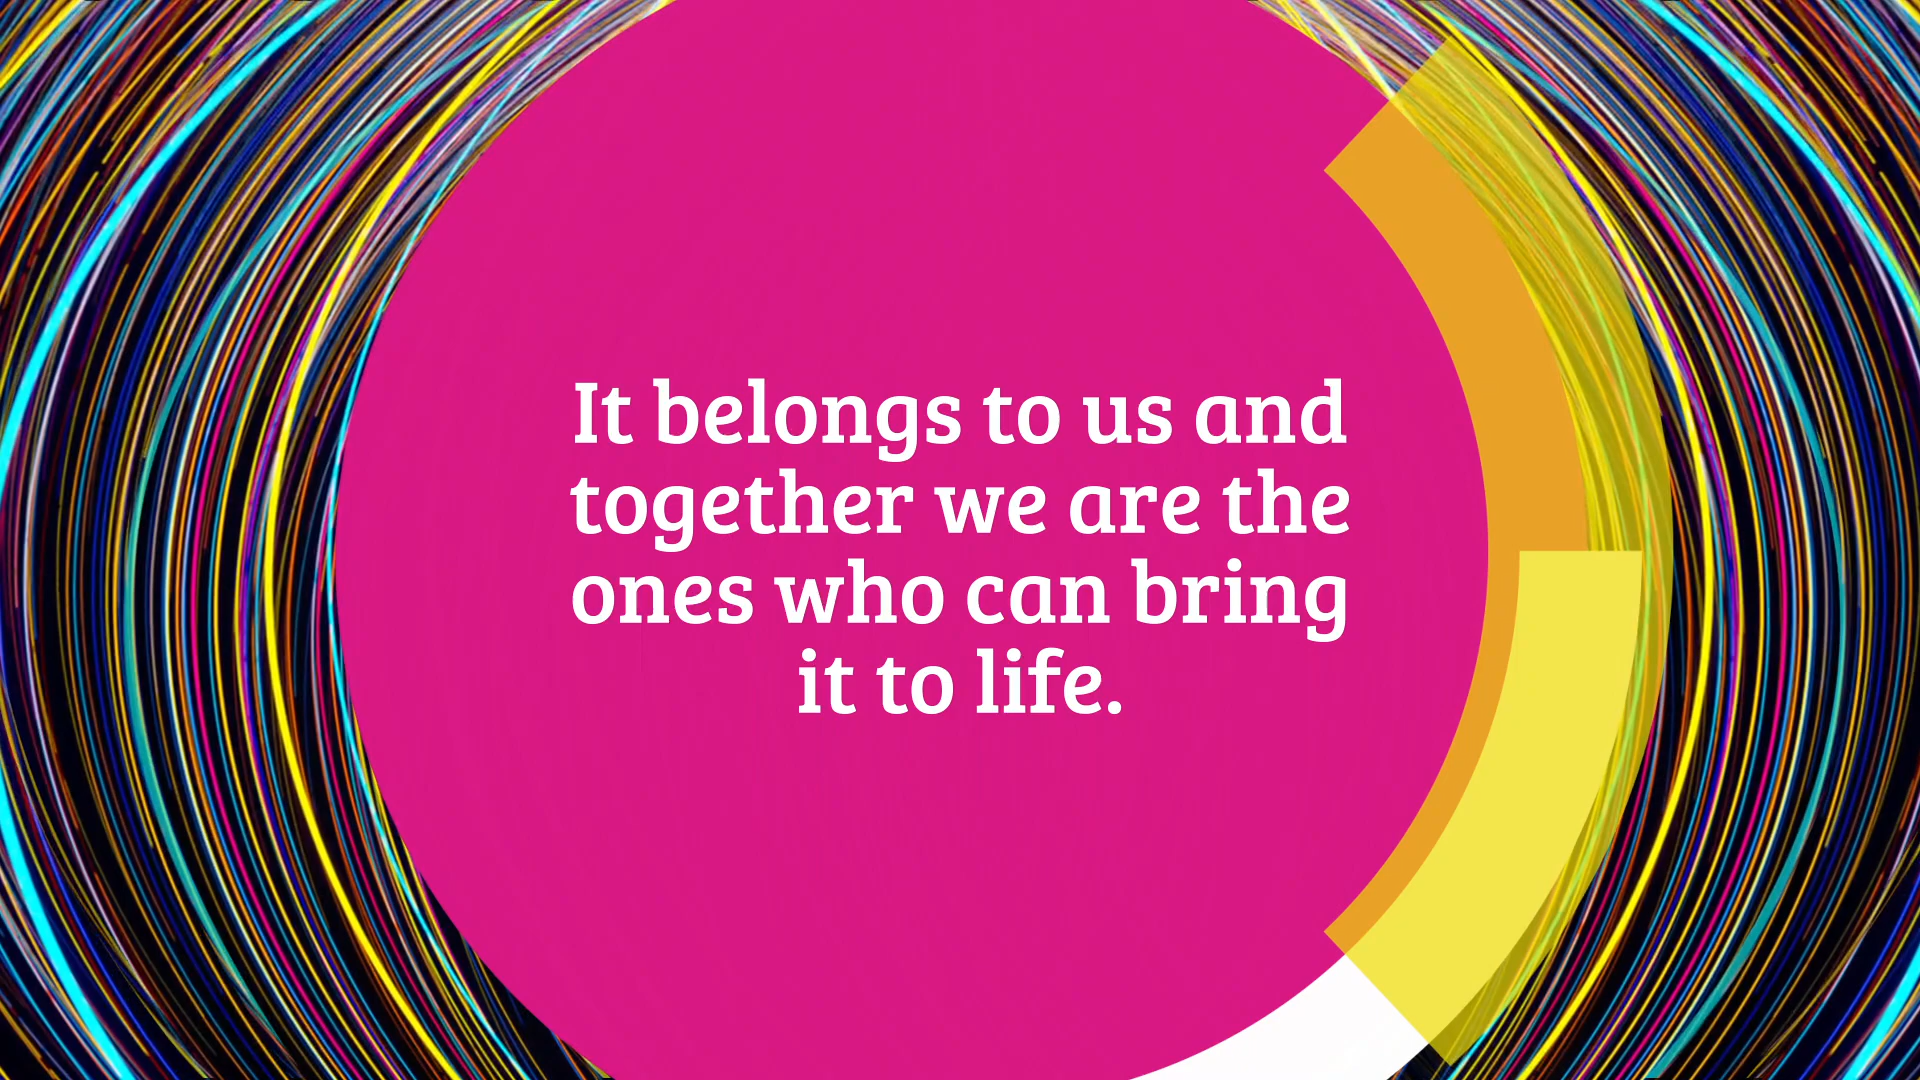 It belongs to us and
together we are the
ones who can bring
it to life.